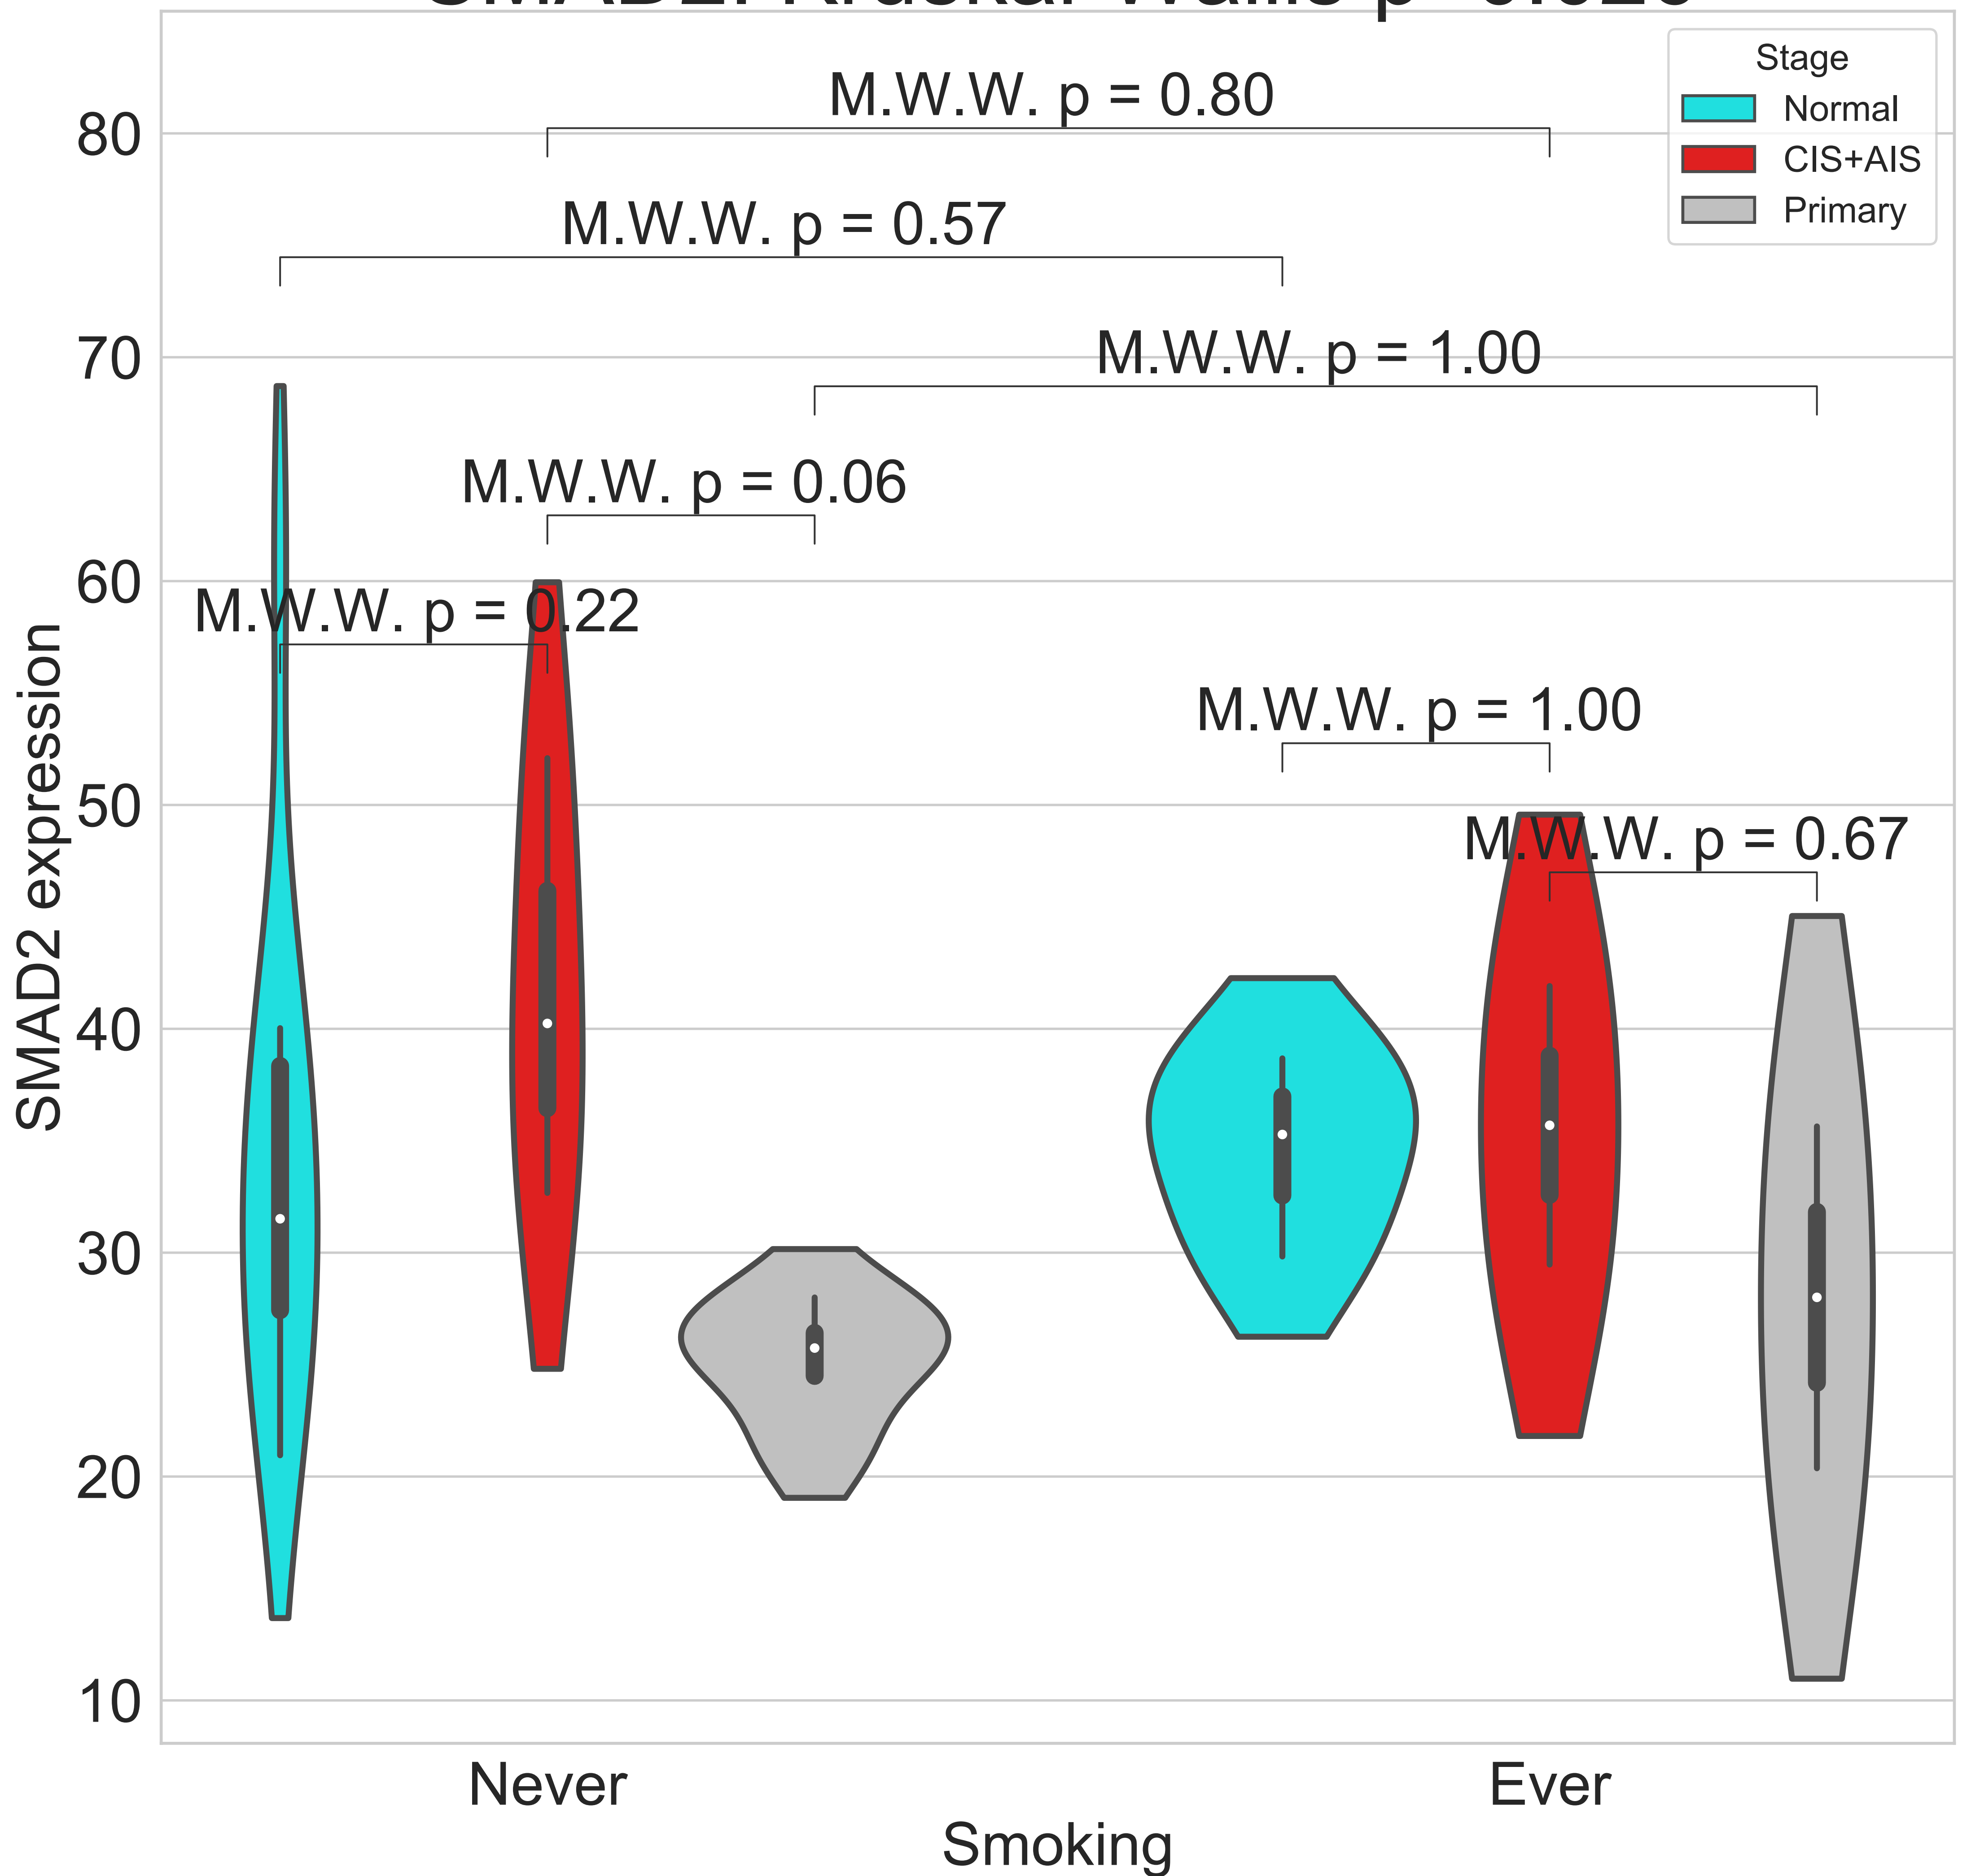 Stage
Normal
CIS+AIS
Primary
M.W.W. p = 0.80
M.W.W. p = 0.57
M.W.W. p = 1.00
M.W.W. p = 0.06
M.W.W. p = 0.22
M.W.W. p = 1.00
M.W.W. p = 0.67
SMAD2 expression
80
70
60
50
40
30
20
10
Never
Ever
Smoking